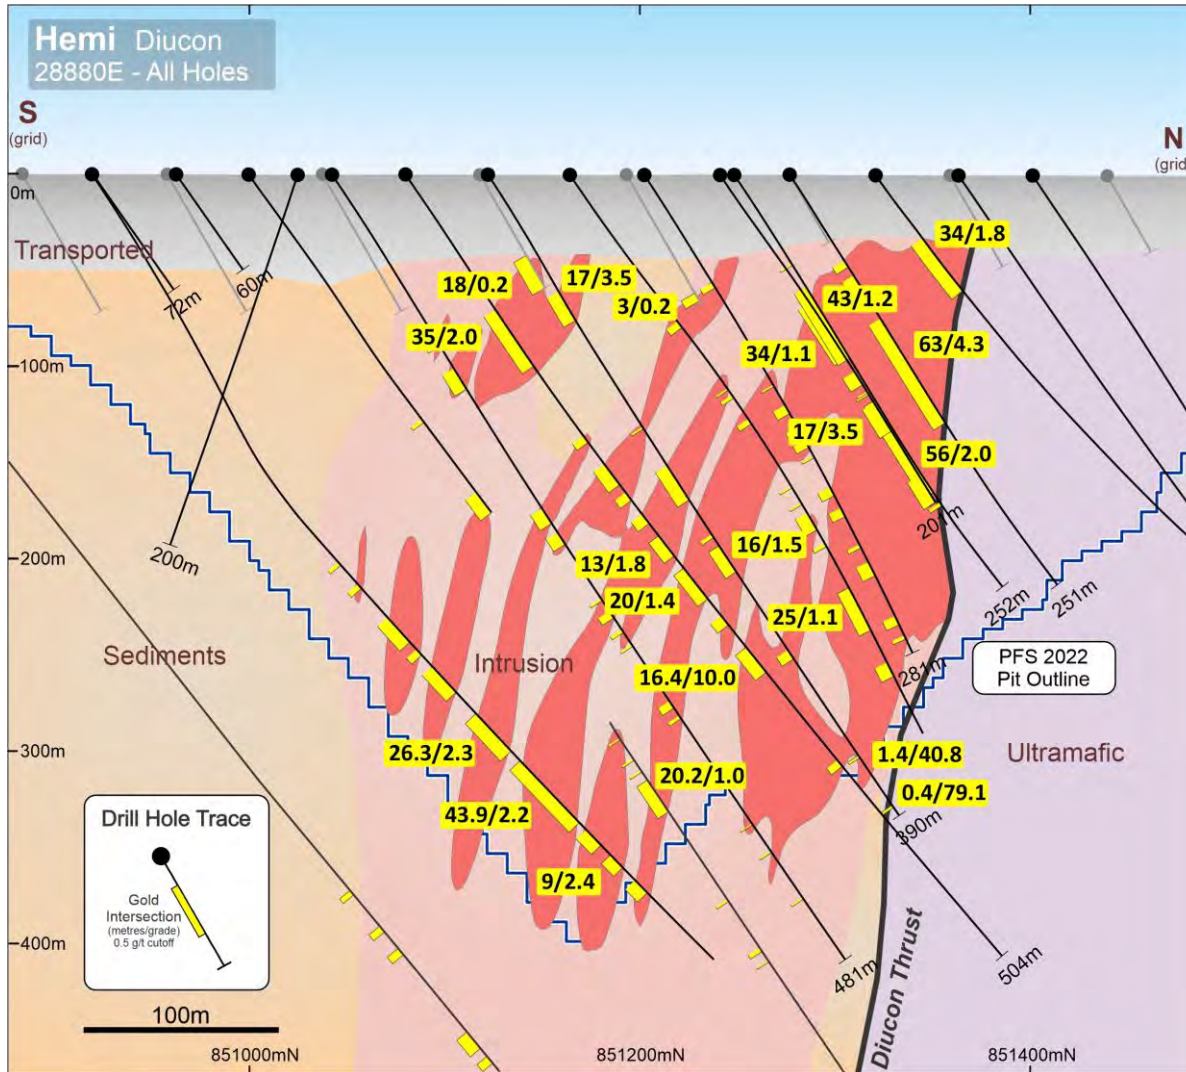 Hemi Diucon
28880E - All Holes
S
(grid)
N
(grid)
0m
Transported
72m
60m
34/1.8
18/0.2
17/3.5
3/0.2
43/1.2
35/2.0
34/1.1
63/4.3
-100m
17/3.5
56/2.0
201m
200m
-200m
13/1.8
16/1.5
20/1.4
25/1.1
252m
251m
Sediments
Intrusion
16.4/10.0
281m
PFS 2022
Pit Outline
-300m
26.3/2.3
1.4/40.8
Ultramafic
20.2/1.0
0.4/79.1
43.9/2.2
390m
9/2.4
Drill Hole Trace
Gold
Intersection
(metres/grade)
0.5 g/t cutoff
-400m
481m
504m
Diucon Thrust
100m
851000mN
851200mN
851400mN